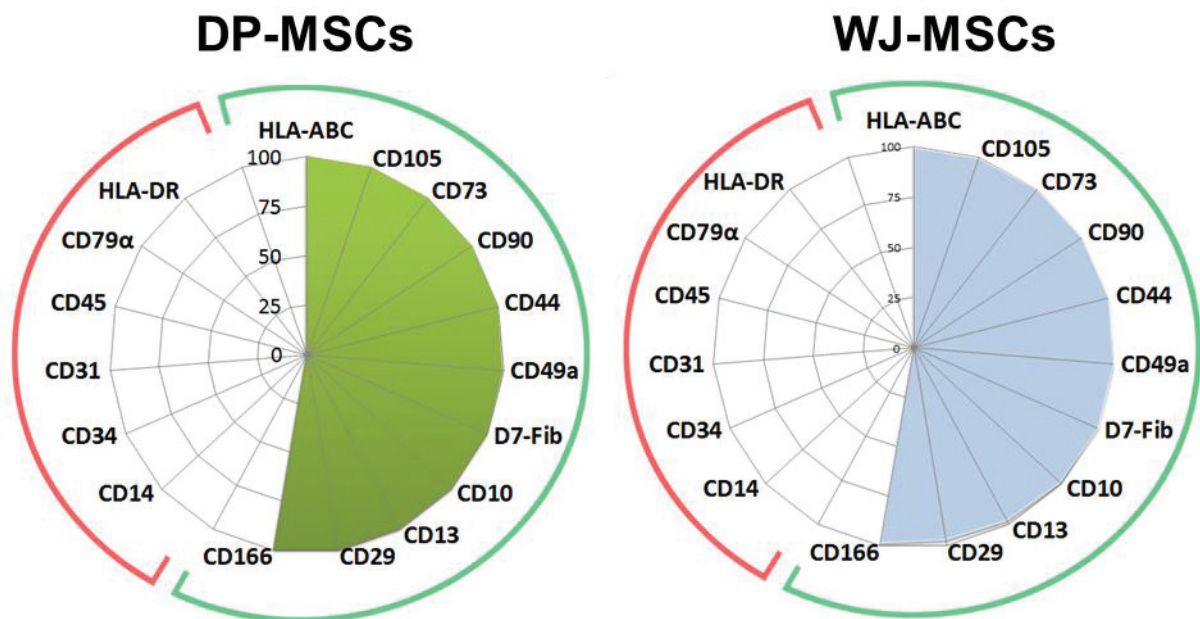 DP-MSCs
HLA-ABC
CD105
CD73
CD90
CD44
CD49a
D7-Fib
CD10
CD13
CD29
CD166
CD14
CD34
CD31
CD45
CD79α
HLA-DR
100
75
50
25
0
WJ-MSCs
HLA-ABC
CD105
CD73
CD90
CD44
CD49a
D7-Fib
CD10
CD13
CD29
CD166
CD14
CD34
CD31
CD45
CD79α
HLA-DR
100
75
50
25
0